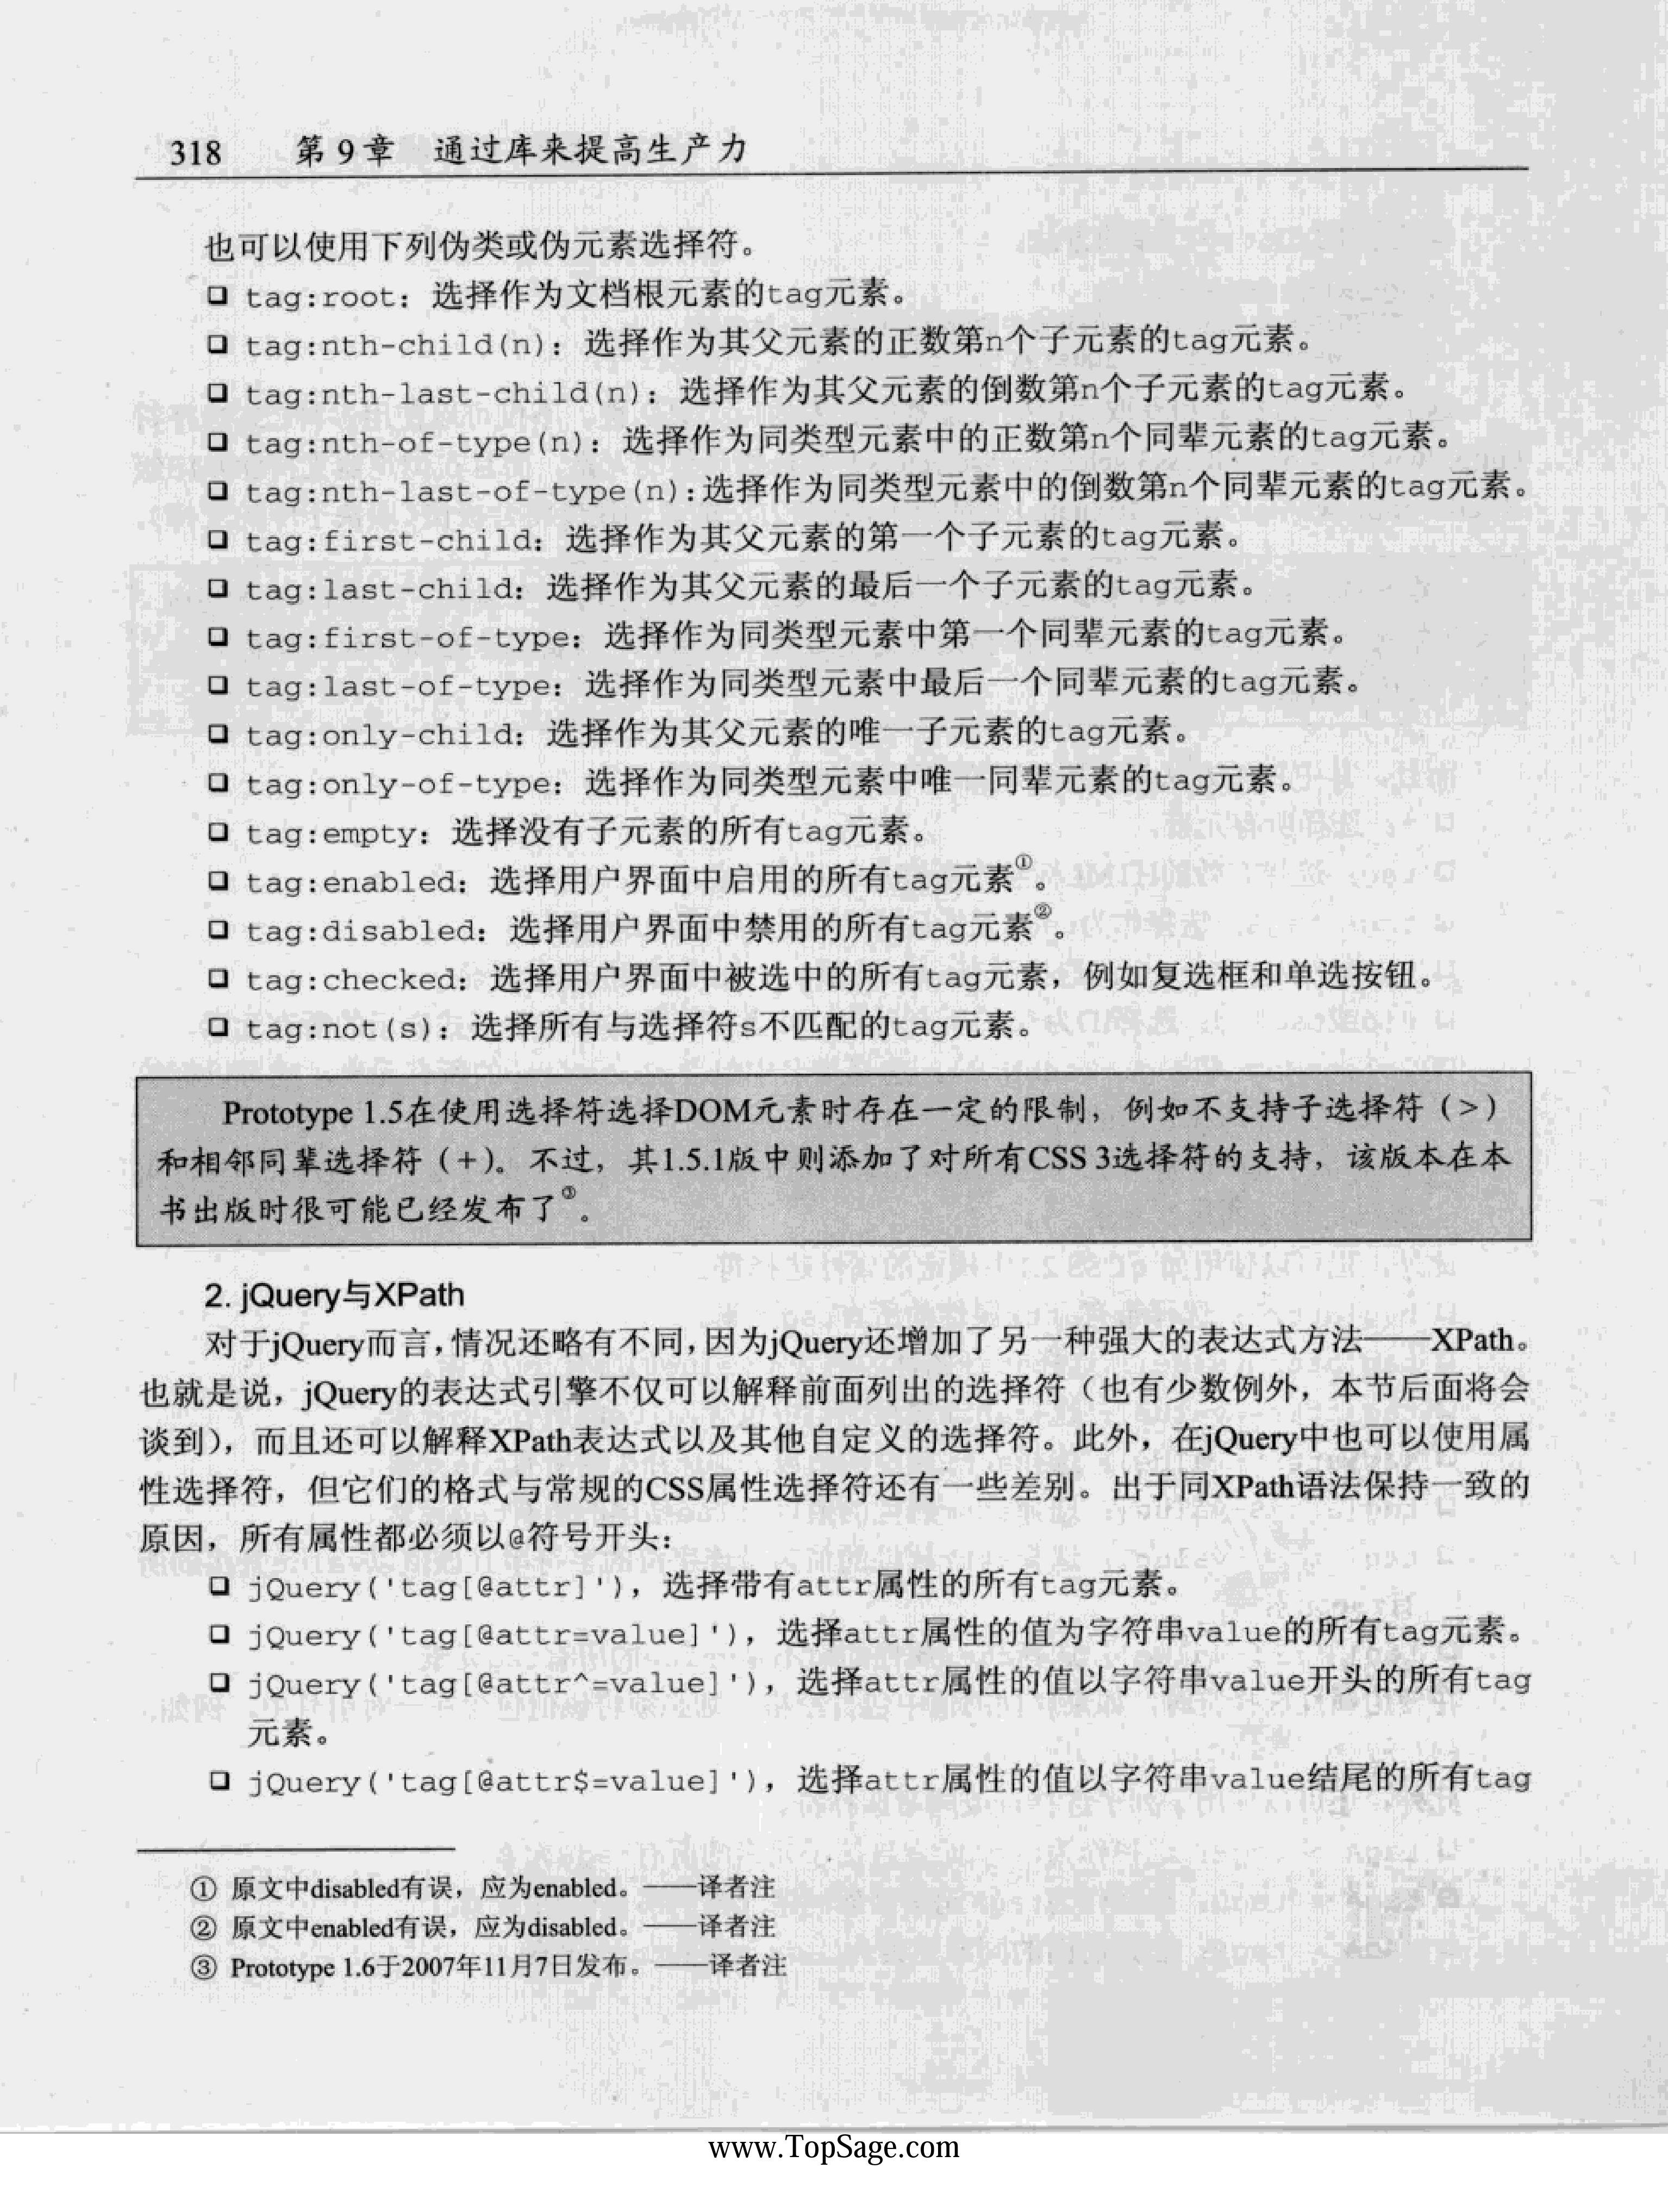 318 第 9 章 通过库来提高生产力
也可以使用下列伪类或伪元素选择符。
❑ tag:root：选择作为文档根元素的tag元素。
❑ tag:nth-child(n)：选择作为其父元素的正数第n个子元素的tag元素。
❑ tag:nth-last-child(n)：选择作为其父元素的倒数第n个子元素的tag元素。
❑ tag:nth-of-type(n)：选择作为同类型元素中的正数第n个同辈元素的tag元素。
❑ tag:nth-last-of-type(n):选择作为同类型元素中的倒数第n个同辈元素的tag元素。
❑ tag:first-child：选择作为其父元素的第一个子元素的tag元素。
❑ tag:last-child：选择作为其父元素的最后一个子元素的tag元素。
❑ tag:first-of-type：选择作为同类型元素中第一个同辈元素的tag元素。
❑ tag:last-of-type：选择作为同类型元素中最后一个同辈元素的tag元素。
❑ tag:only-child：选择作为其父元素的唯一子元素的tag元素。
❑ tag:only-of-type：选择作为同类型元素中唯一同辈元素的tag元素。
❑ tag:empty：选择没有子元素的所有tag元素。
❑ tag:enabled：选择用户界面中启用的所有tag元素①。
❑ tag:disabled：选择用户界面中禁用的所有tag元素②。
❑ tag:checked：选择用户界面中被选中的所有tag元素，例如复选框和单选按钮。
❑ tag:not(s)：选择所有与选择符s不匹配的tag元素。
Prototype 1.5在使用选择符选择DOM元素时存在一定的限制，例如不支持子选择符（>）
和相邻同辈选择符（+）。不过，其1.5.1版中则添加了对所有CSS 3选择符的支持，该版本在本
书出版时很可能已经发布了③。
2. jQuery与XPath
对于jQuery而言，情况还略有不同，因为jQuery还增加了另一种强大的表达式方法——XPath。
也就是说，jQuery的表达式引擎不仅可以解释前面列出的选择符（也有少数例外，本节后面将会
谈到），而且还可以解释XPath表达式以及其他自定义的选择符。此外，在jQuery中也可以使用属
性选择符，但它们的格式与常规的CSS属性选择符还有一些差别。出于同XPath语法保持一致的
原因，所有属性都必须以@符号开头：
❑ jQuery('tag[@attr]')，选择带有attr属性的所有tag元素。
❑ jQuery('tag[@attr=value]')，选择attr属性的值为字符串value的所有tag元素。
❑ jQuery('tag[@attr^=value]')，选择attr属性的值以字符串value开头的所有tag
元素。
❑ jQuery('tag[@attr$=value]')，选择attr属性的值以字符串value结尾的所有tag
① 原文中disabled有误，应为enabled。——译者注
② 原文中enabled有误，应为disabled。——译者注
③ Prototype 1.6于2007年11月7日发布。——译者注
www.TopSage.com